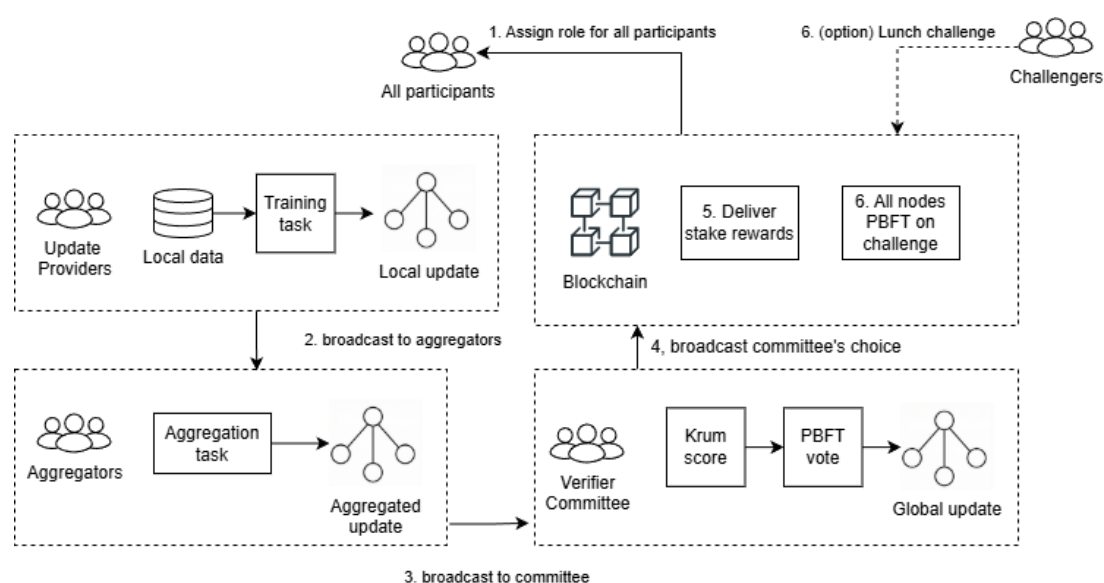 1. Assign role for all participants
6. (option) Lunch challenge
All participants
Challengers
Update
Providers
Local data
Training
task
Local update
Blockchain
5. Deliver
stake rewards
6. All nodes
PBFT on
challenge
2. broadcast to aggregators
4, broadcast committee's choice
Aggregators
Aggregation
task
Aggregated
update
Verifier
Committee
Krum
score
PBFT
vote
Global update
3. broadcast to committee